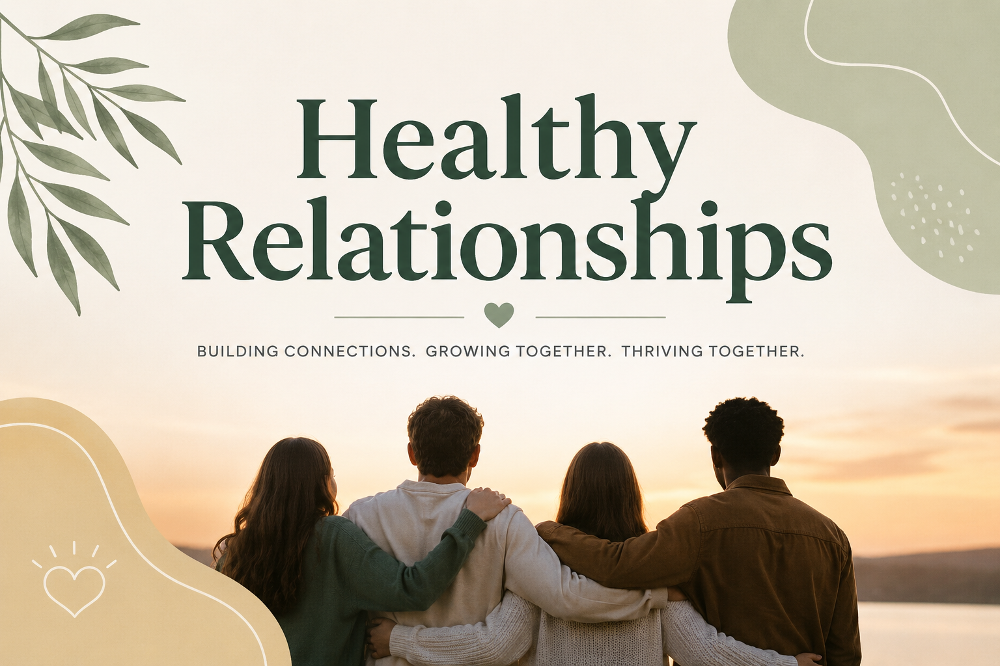 Healthy
Relationships
BUILDING CONNECTIONS. GROWING TOGETHER. THRIVING TOGETHER.